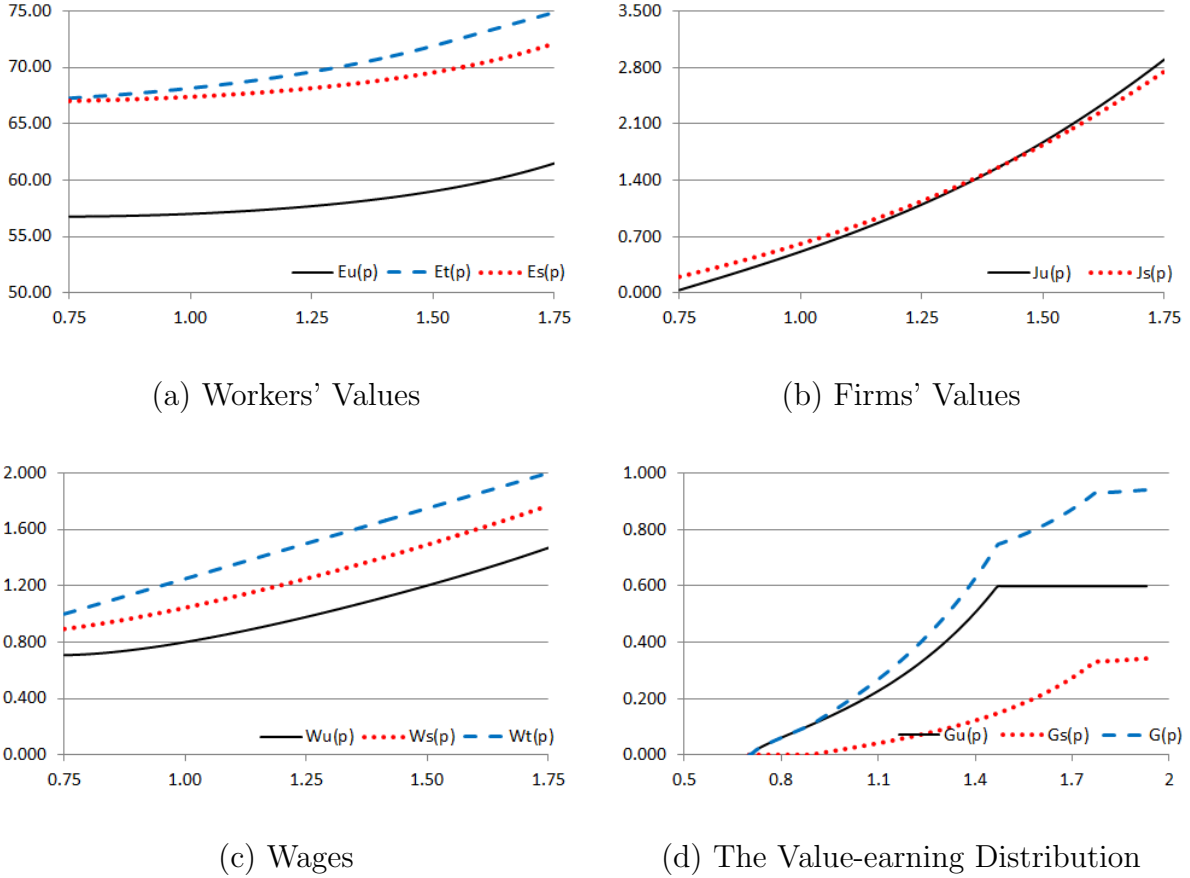 75.00
70.00
65.00
60.00
55.00
50.00
Eu(p) Et(p) Es(p)
0.75 1.00 1.25 1.50 1.75
(a) Workers' Values
3.500
2.800
2.100
1.400
0.700
0.000
Ju(p) Js(p)
0.75 1.00 1.25 1.50 1.75
(b) Firms' Values
2.000
1.600
1.200
0.800
0.400
0.000
Wu(p) Ws(p) Wt(p)
0.75 1.00 1.25 1.50 1.75
(c) Wages
1.000
0.800
0.600
0.400
0.200
0.000
Gu(p) Gs(p) G(p)
0.5 0.8 1.1 1.4 1.7 2
(d) The Value-earning Distribution